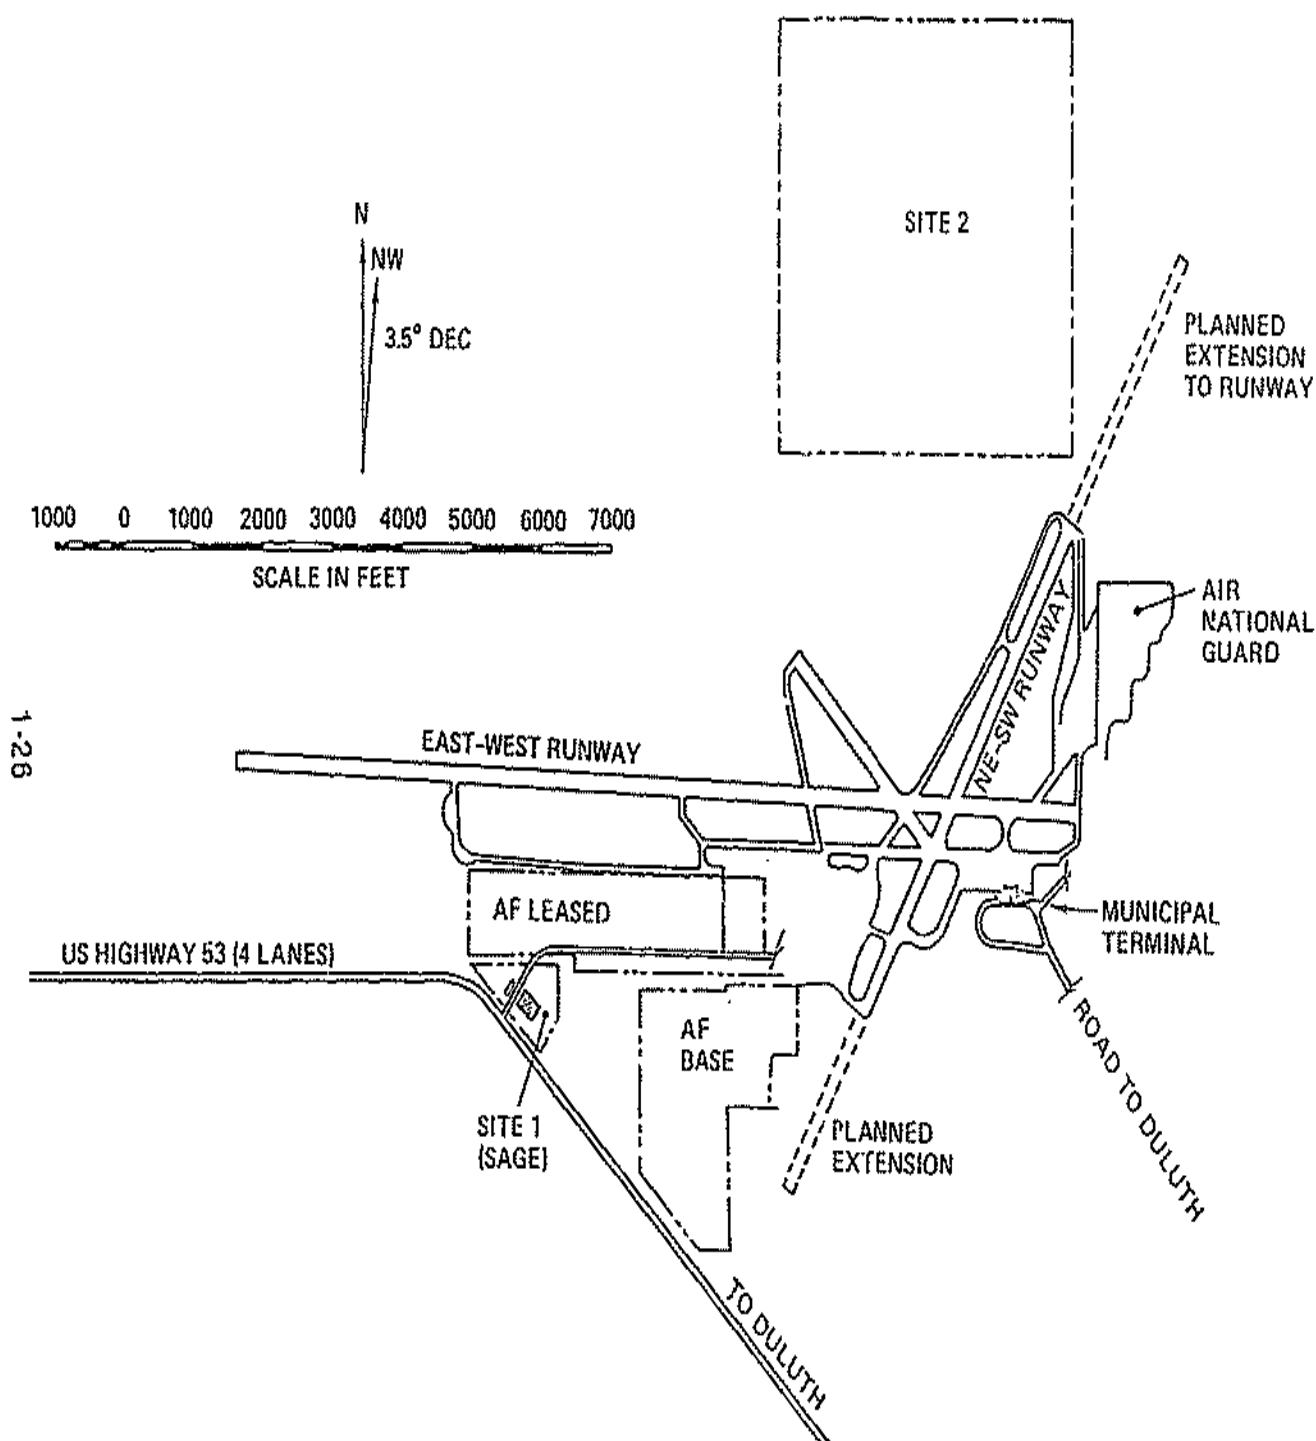 SITE 2
N
NW
3.5° DEC
PLANNED
EXTENSION
TO RUNWAY
1000 0 1000 2000 3000 4000 5000 6000 7000
SCALE IN FEET
AIR
NATIONAL
GUARD
NE-SW RUNWAY
1-26
EAST-WEST RUNWAY
AF LEASED
MUNICIPAL
TERMINAL
US HIGHWAY 53 (4 LANES)
AF
BASE
ROAD TO DULUTH
SITE 1
(SAGE)
PLANNED
EXTENSION
TO DULUTH